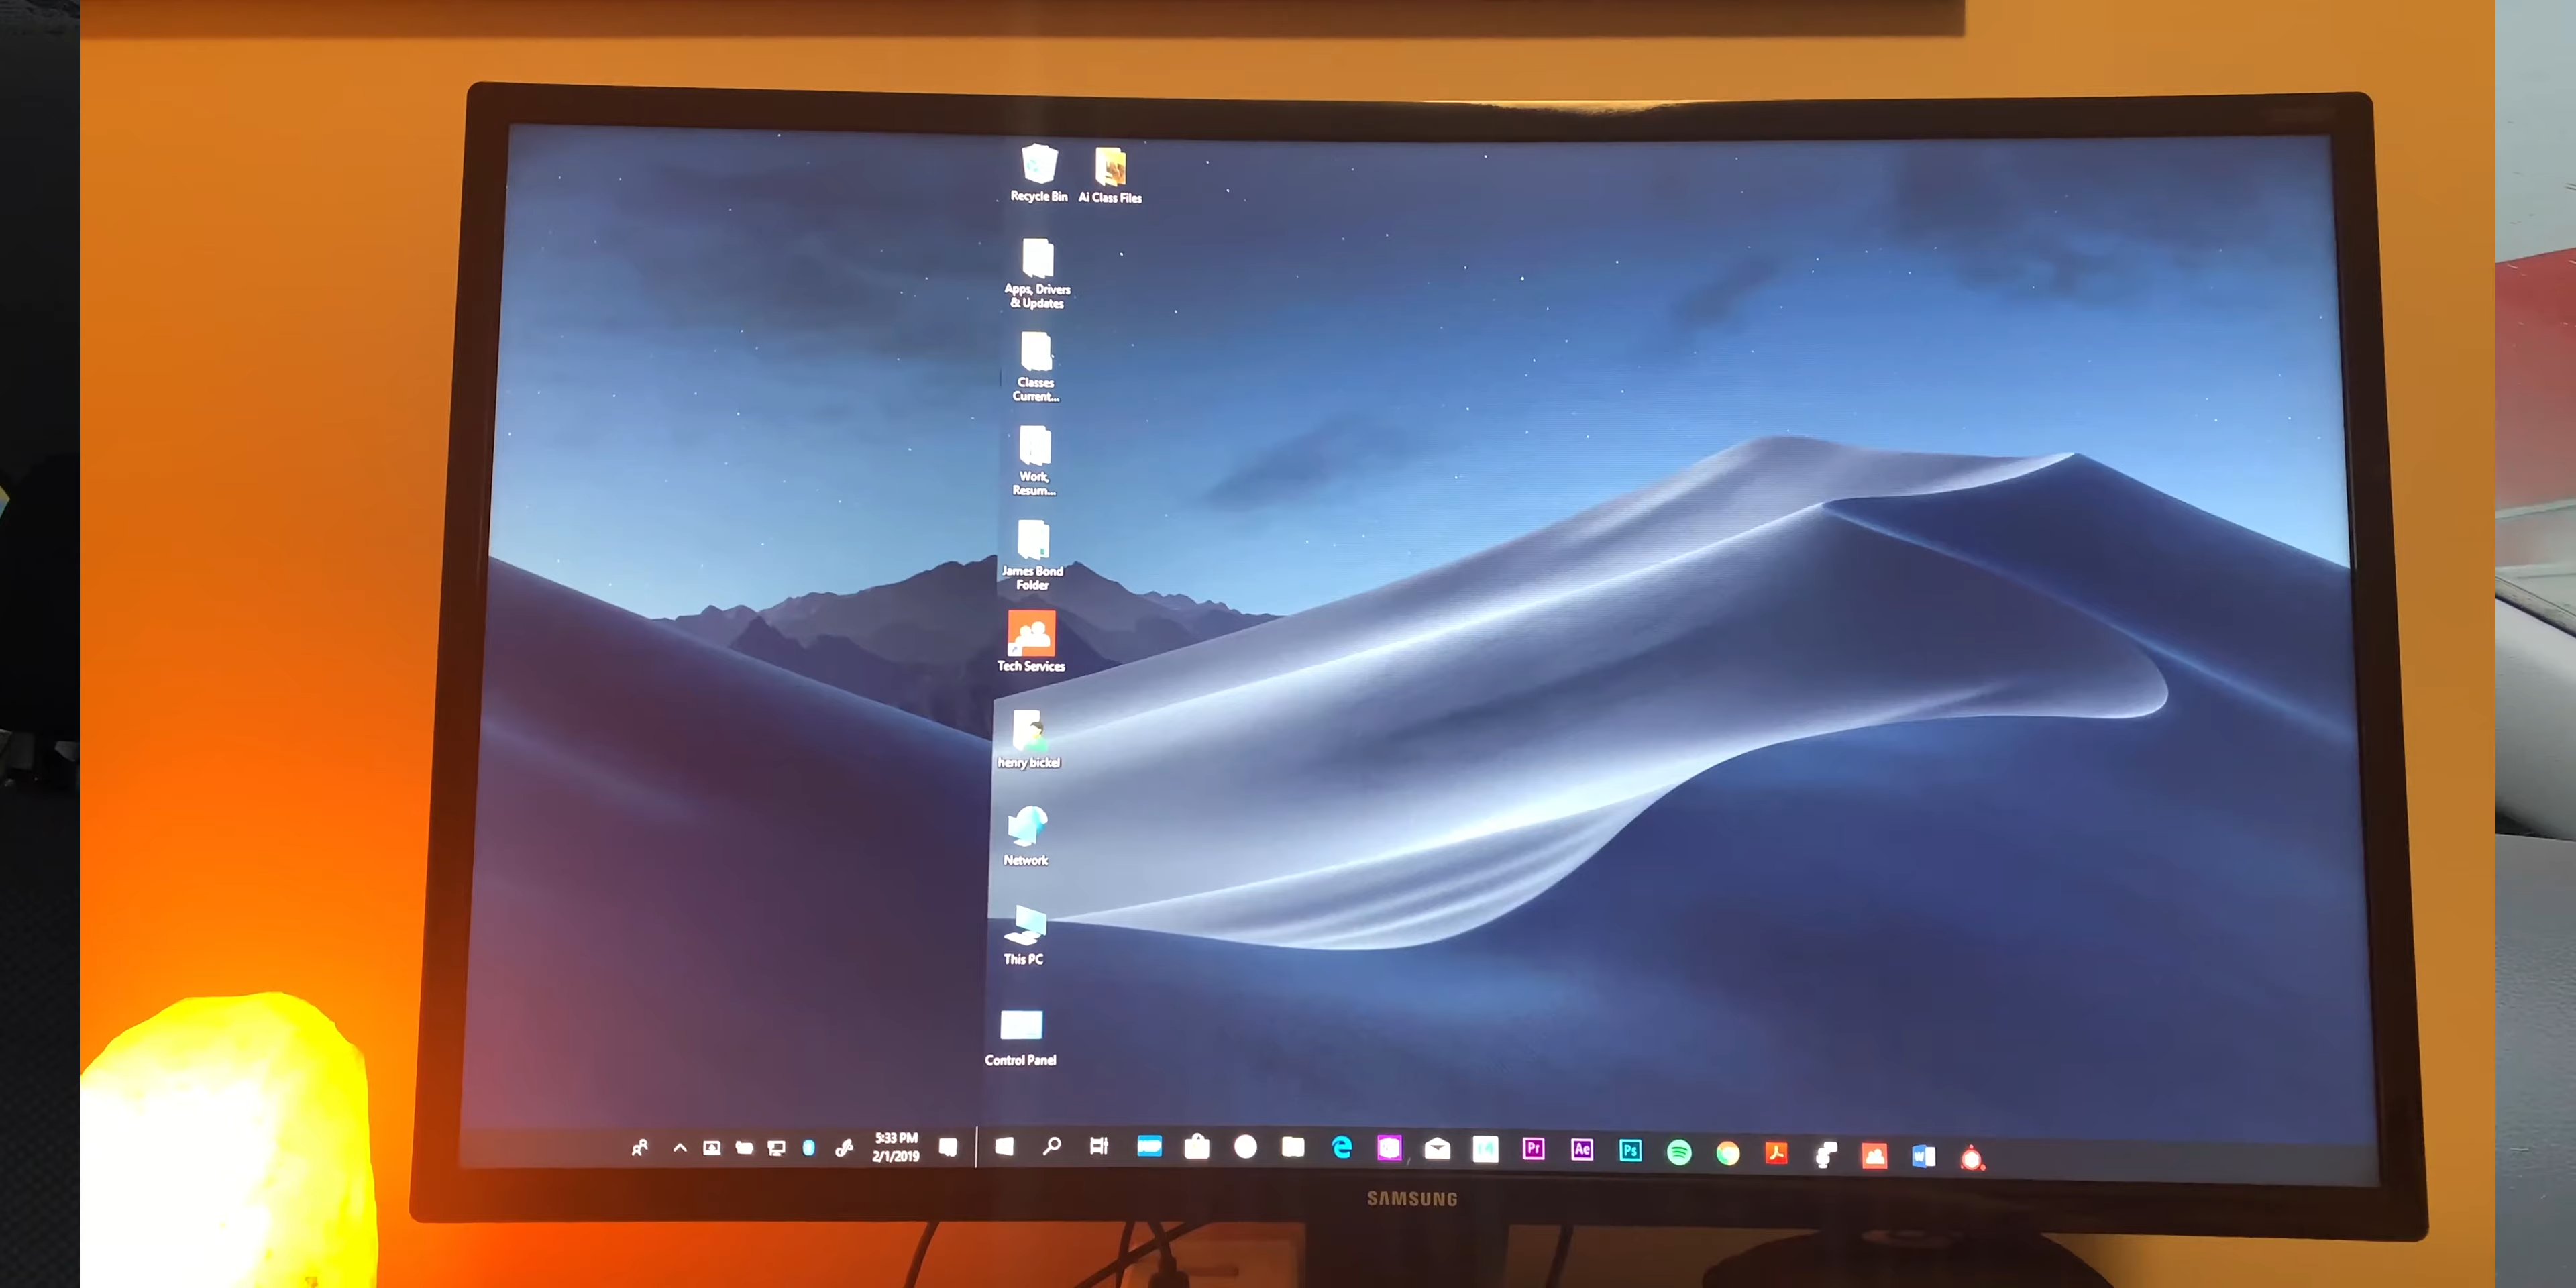 Recycle Bin
Ai Class Files
Apps, Drivers
& Updates
Classes
Current...
Work,
Resum...
James Bond
Folder
Tech Services
henry bickel
Network
This PC
Control Panel
5:33 PM
2/1/2019
Pr
Ae
Ps
W
SAMSUNG